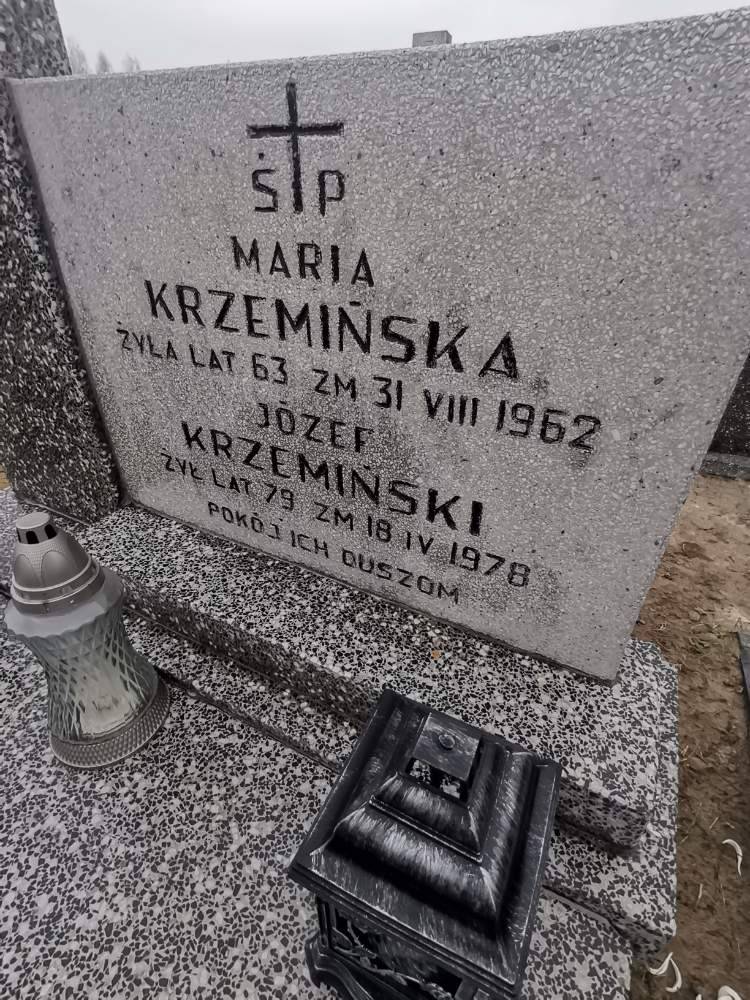 ŚP
MARIA
KRZEMIŃSKA
ŻYŁA LAT 63 ZM 31 VIII 1962
JÓZEF
KRZEMIŃSKI
ŻYŁ LAT 79 ZM 18 IV 1978
POKÓJ ICH DUSZOM